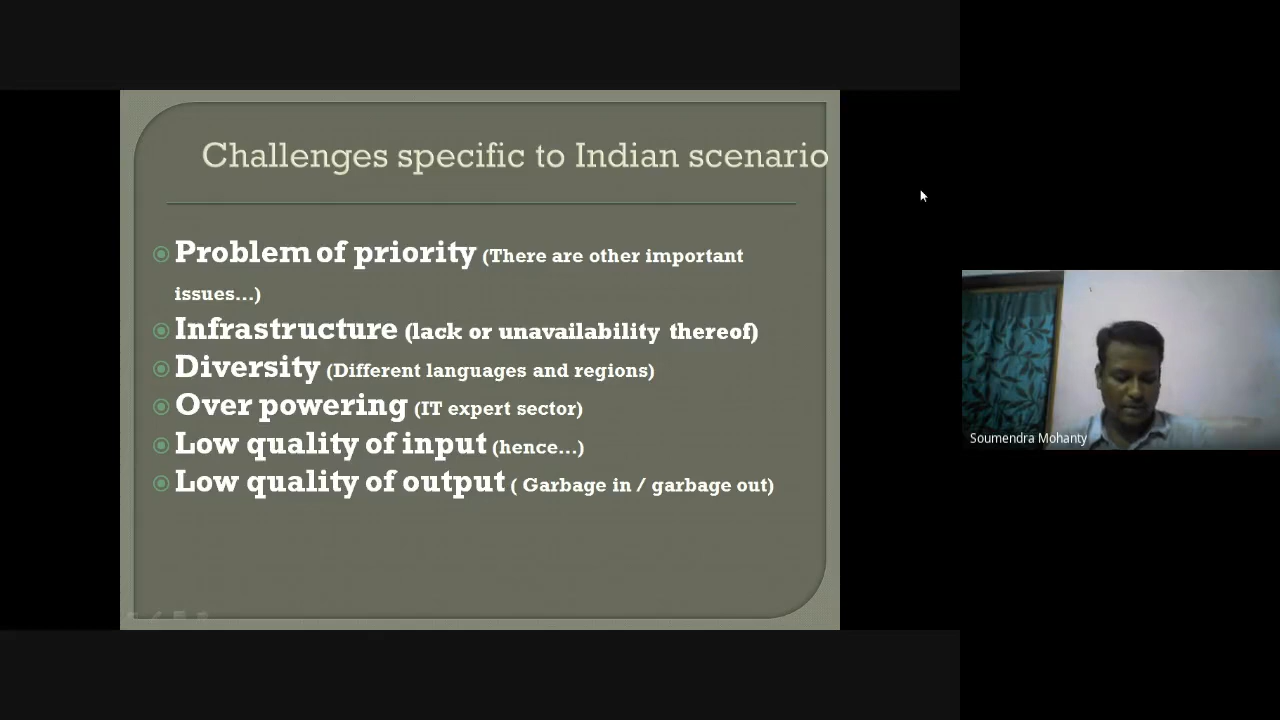 Challenges specific to Indian scenario
Problem of priority (There are other important
issues...)
Infrastructure (lack or unavailability thereof)
Diversity (Different languages and regions)
Over powering (IT expert sector)
Low quality of input (hence...)
Low quality of output ( Garbage in / garbage out)
Soumendra Mohanty